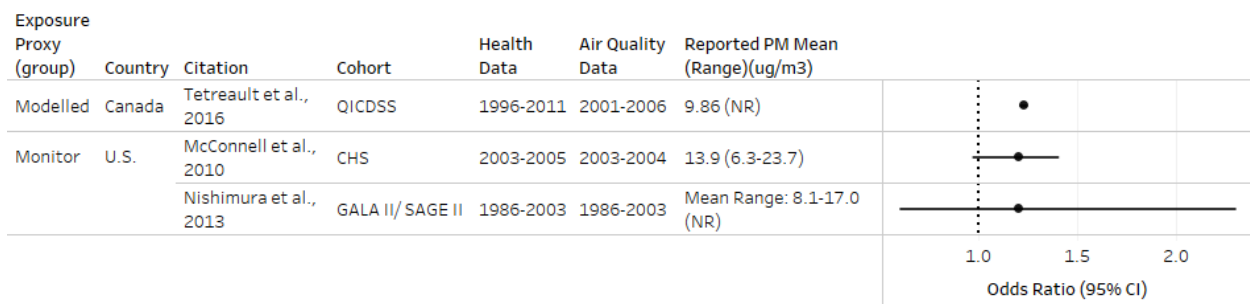 Exposure
Proxy Health Air Quality Reported PM Mean
(group) Country Citation Cohort Data Data (Range)(ug/m3)
Modelled Canada Tetreault et al., 2016 QICDSS 1996-2011 2001-2006 9.86 (NR)
Monitor U.S. McConnell et al., 2010 CHS 2003-2005 2003-2004 13.9 (6.3-23.7)
Nishimura et al., 2013 GALA II/ SAGE II 1986-2003 1986-2003 Mean Range: 8.1-17.0 (NR)
1.0 1.5 2.0
Odds Ratio (95% CI)